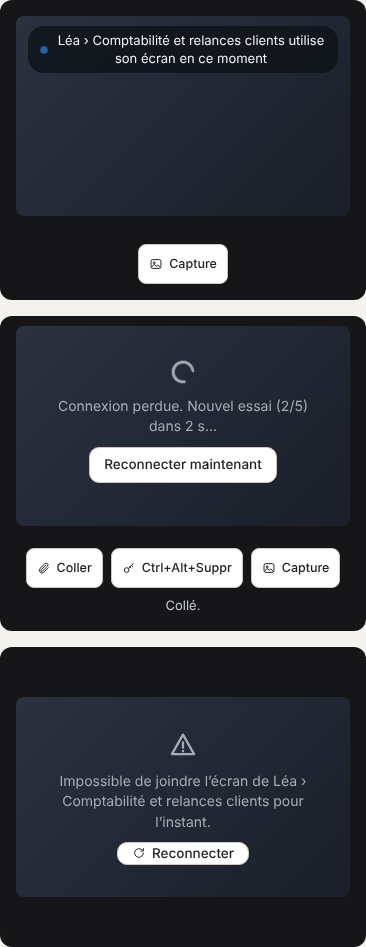 Léa › Comptabilité et relances clients utilise
son écran en ce moment
Capture
Connexion perdue. Nouvel essai (2/5)
dans 2 s…
Reconnecter maintenant
Coller
Ctrl+Alt+Suppr
Capture
Collé.
Impossible de joindre l’écran de Léa ›
Comptabilité et relances clients pour
l’instant.
Reconnecter